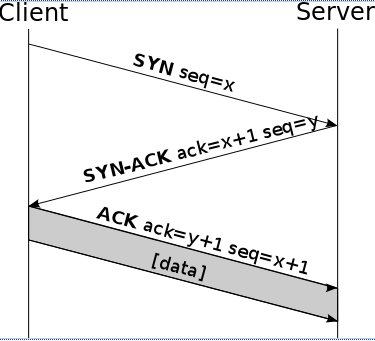 Client
Server
SYN seq=x
SYN-ACK ack=x+1 seq=y
ACK ack=y+1 seq=x+1
[data]